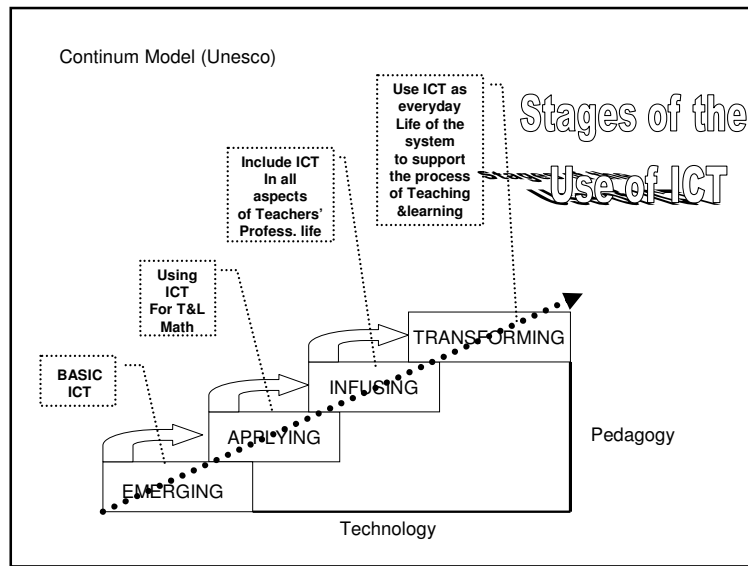 Continum Model (Unesco)
Stages of the
Use of ICT
Use ICT as
everyday
Life of the
system
to support
the process
of Teaching
&learning
Include ICT
In all
aspects
of Teachers'
Profess. life
Using
ICT
For T&L
Math
BASIC
ICT
TRANSFORMING
INFUSING
APPLYING
EMERGING
Pedagogy
Technology